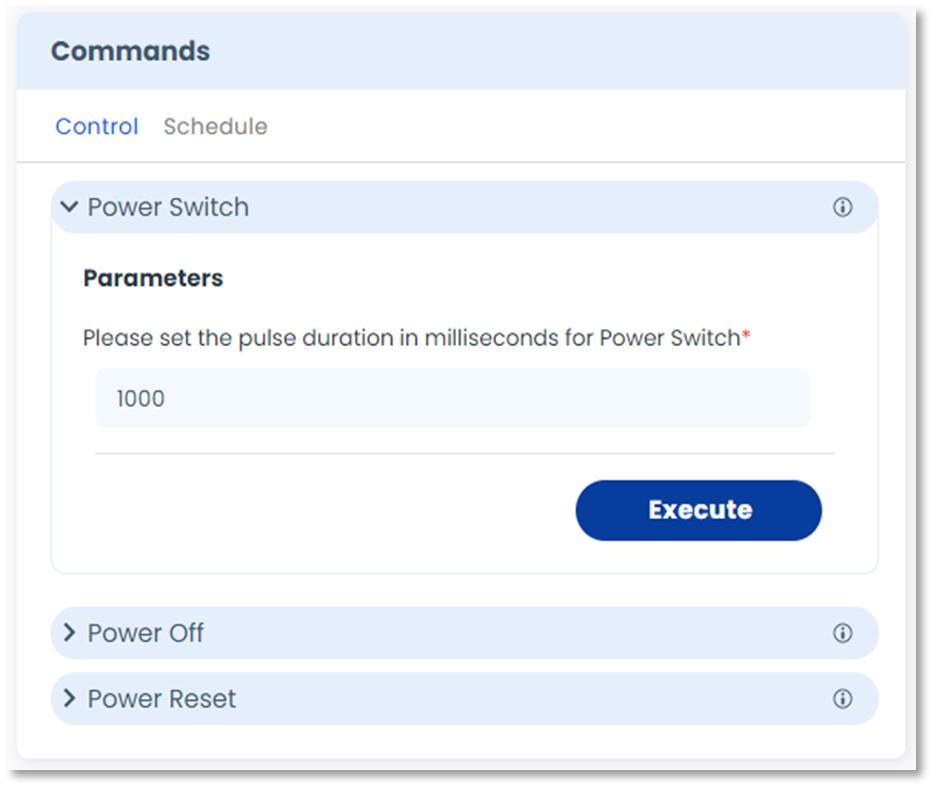 Commands
Control Schedule
Power Switch
Parameters
Please set the pulse duration in milliseconds for Power Switch*
1000
Execute
Power Off
Power Reset